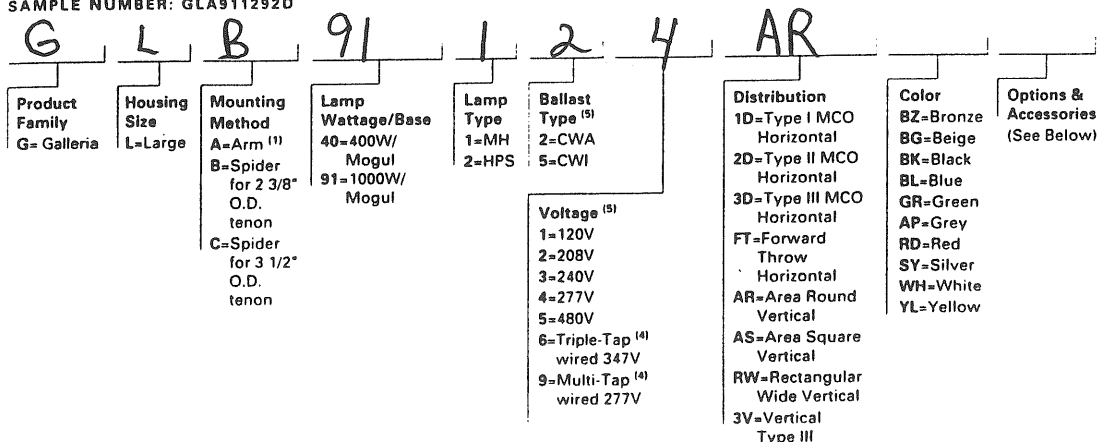 SAMPLE NUMBER: GLA911292D
G L B 91 1 2 4 AR
Product
Family
G= Galleria
Housing
Size
L=Large
Mounting
Method
A=Arm (1)
B=Spider
for 2 3/8"
O.D.
tenon
C=Spider
for 3 1/2"
O.D.
tenon
Lamp
Wattage/Base
40=400W/
Mogul
91=1000W/
Mogul
Lamp
Type
1=MH
2=HPS
Ballast
Type (5)
2=CWA
5=CWI
Voltage (5)
1=120V
2=208V
3=240V
4=277V
5=480V
6=Triple-Tap (4)
wired 347V
9=Multi-Tap (4)
wired 277V
Distribution
1D=Type I MCO
Horizontal
2D=Type II MCO
Horizontal
3D=Type III MCO
Horizontal
FT=Forward
Throw
Horizontal
AR=Area Round
Vertical
AS=Area Square
Vertical
RW=Rectangular
Wide Vertical
3V=Vertical
Type III
Color
BZ=Bronze
BG=Beige
BK=Black
BL=Blue
GR=Green
AP=Grey
RD=Red
SY=Silver
WH=White
YL=Yellow
Options &
Accessories
(See Below)